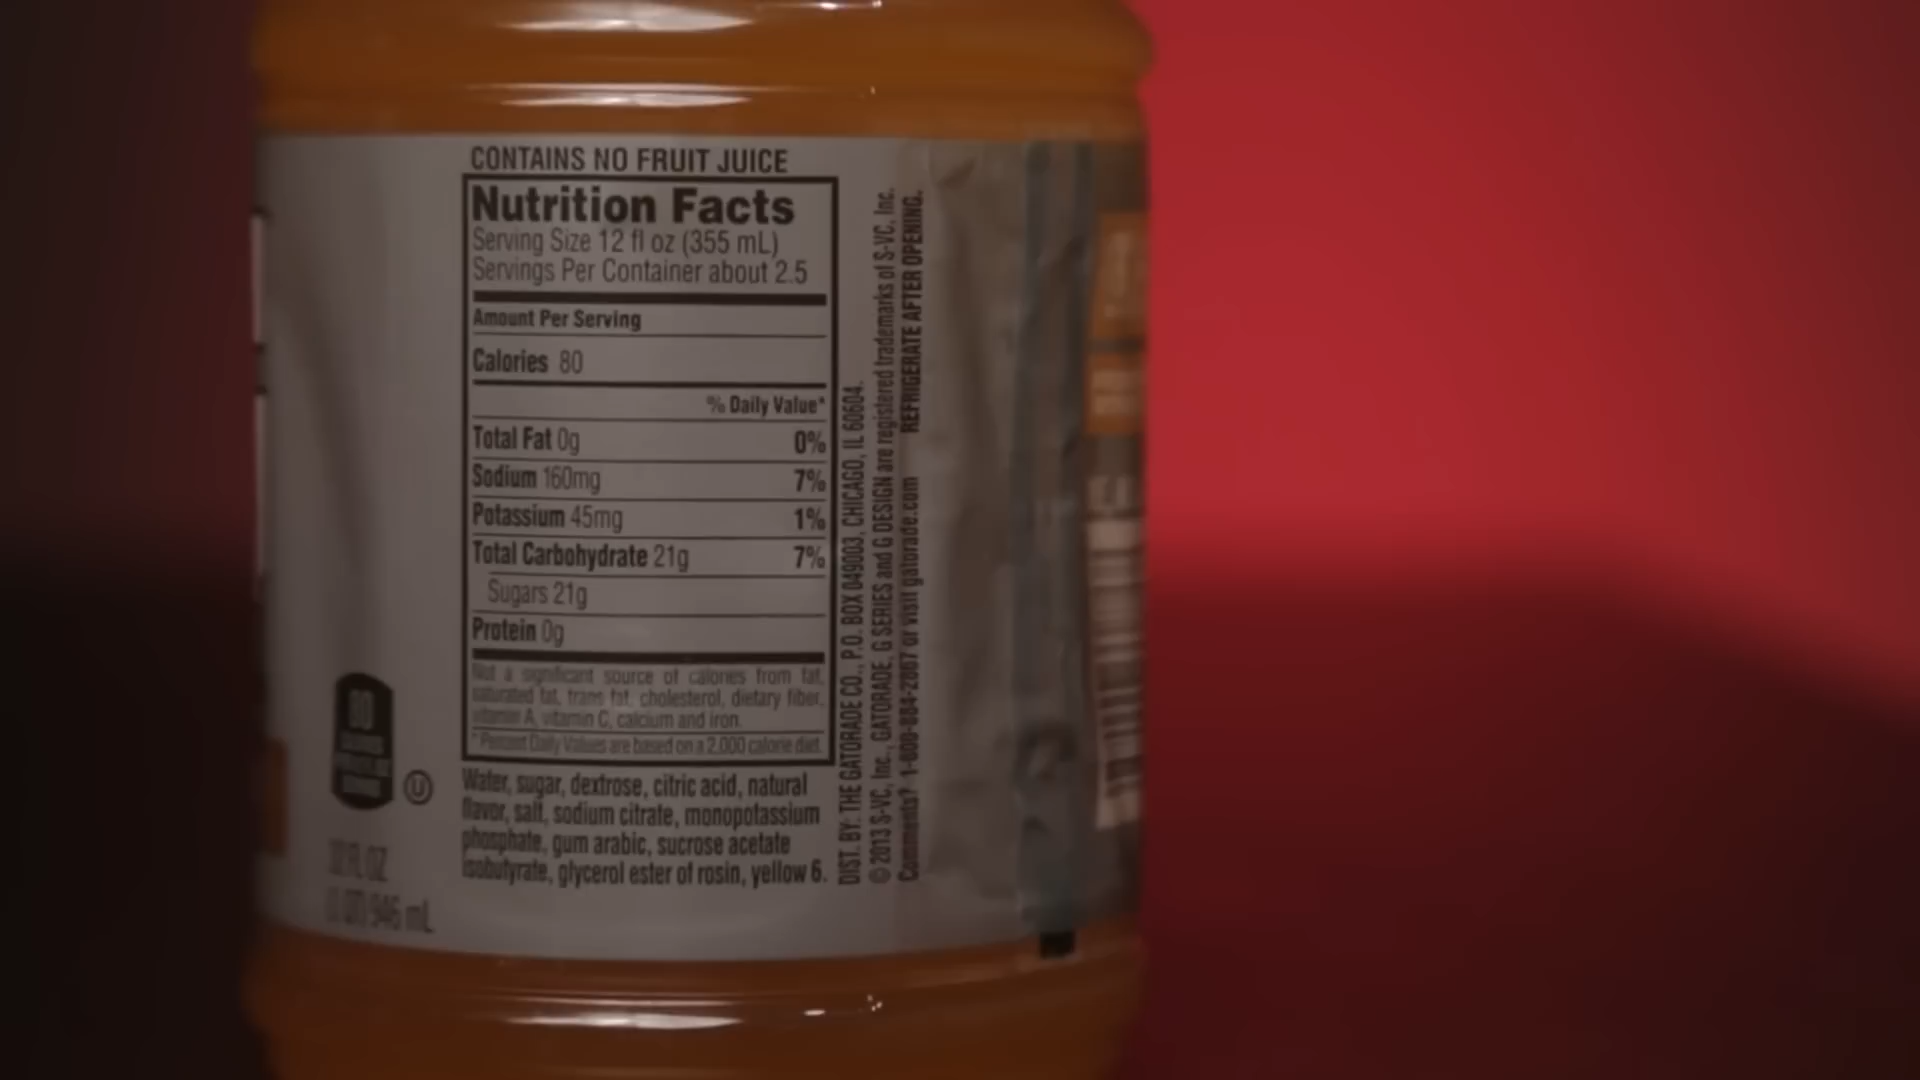 CONTAINS NO FRUIT JUICE
Nutrition Facts
Serving Size 12 fl oz (355 mL)
Servings Per Container about 2.5
Amount Per Serving
Calories 80
% Daily Value*
Total Fat 0g 0%
Sodium 160mg 7%
Potassium 45mg 1%
Total Carbohydrate 21g 7%
Sugars 21g
Protein 0g
Not a significant source of calories from fat,
saturated fat, trans fat, cholesterol, dietary fiber,
vitamin A, vitamin C, calcium and iron.
* Percent Daily Values are based on a 2,000 calorie diet.
Water, sugar, dextrose, citric acid, natural
flavor, salt, sodium citrate, monopotassium
phosphate, gum arabic, sucrose acetate
isobutyrate, glycerol ester of rosin, yellow 6.
DIST. BY: THE GATORADE CO., P.O. BOX 049003, CHICAGO, IL 60604.
© 2013 S-VC, Inc., GATORADE, G SERIES and G DESIGN are registered trademarks of S-VC, Inc.
Comments? 1-800-884-2867 or visit gatorade.com REFRIGERATE AFTER OPENING.
80
U
FL OZ
946 mL